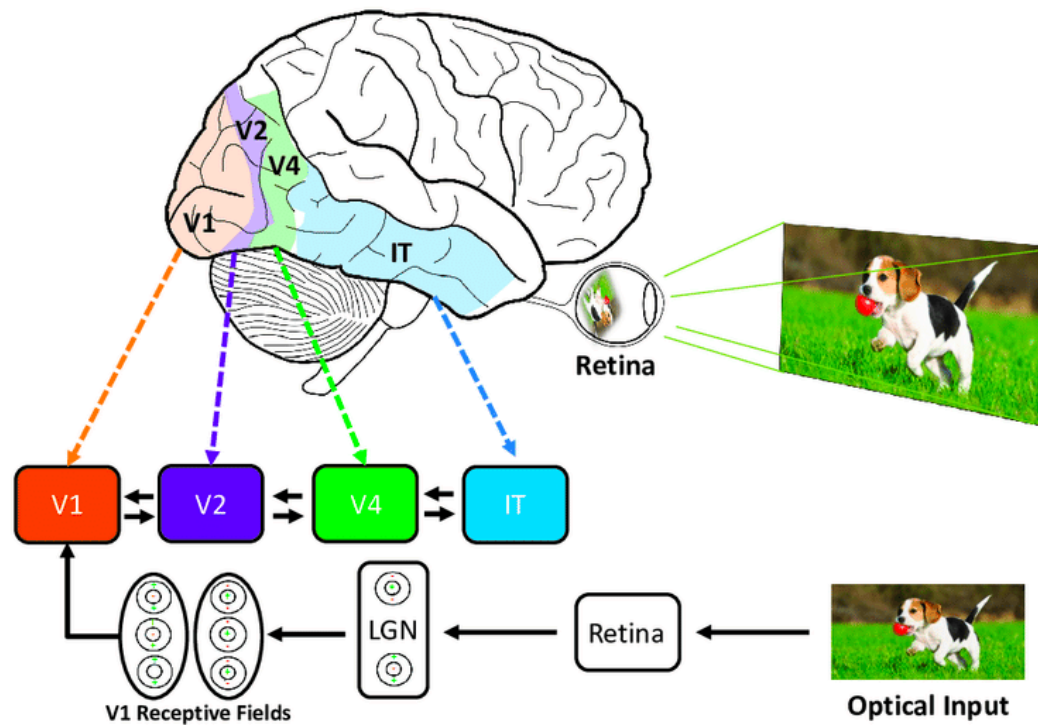 V2
V4
V1
IT
Retina
V1
V2
V4
IT
LGN
Retina
V1 Receptive Fields
Optical Input